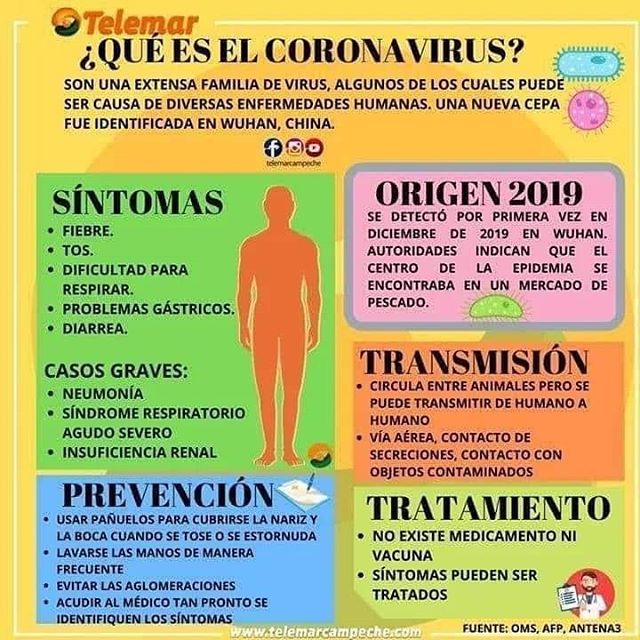 Telemar
¿QUÉ ES EL CORONAVIRUS?
SON UNA EXTENSA FAMILIA DE VIRUS, ALGUNOS DE LOS CUALES PUEDE
SER CAUSA DE DIVERSAS ENFERMEDADES HUMANAS. UNA NUEVA CEPA
FUE IDENTIFICADA EN WUHAN, CHINA.
telemarcampeche
SÍNTOMAS
• FIEBRE.
• TOS.
• DIFICULTAD PARA
RESPIRAR.
• PROBLEMAS GÁSTRICOS.
• DIARREA.
CASOS GRAVES:
• NEUMONÍA
• SÍNDROME RESPIRATORIO
AGUDO SEVERO
• INSUFICIENCIA RENAL
ORIGEN 2019
SE DETECTÓ POR PRIMERA VEZ EN
DICIEMBRE DE 2019 EN WUHAN.
AUTORIDADES INDICAN QUE EL
CENTRO DE LA EPIDEMIA SE
ENCONTRABA EN UN MERCADO DE
PESCADO.
TRANSMISIÓN
• CIRCULA ENTRE ANIMALES PERO SE
PUEDE TRANSMITIR DE HUMANO A
HUMANO
• VÍA AÉREA, CONTACTO DE
SECRECIONES, CONTACTO CON
OBJETOS CONTAMINADOS
PREVENCIÓN
• USAR PAÑUELOS PARA CUBRIRSE LA NARIZ Y
LA BOCA CUANDO SE TOSE O SE ESTORNUDA
• LAVARSE LAS MANOS DE MANERA
FRECUENTE
• EVITAR LAS AGLOMERACIONES
• ACUDIR AL MÉDICO TAN PRONTO SE
IDENTIFIQUEN LOS SÍNTOMAS
TRATAMIENTO
• NO EXISTE MEDICAMENTO NI
VACUNA
• SÍNTOMAS PUEDEN SER
TRATADOS
FUENTE: OMS, AFP, ANTENA3
www.telemarcampeche.com